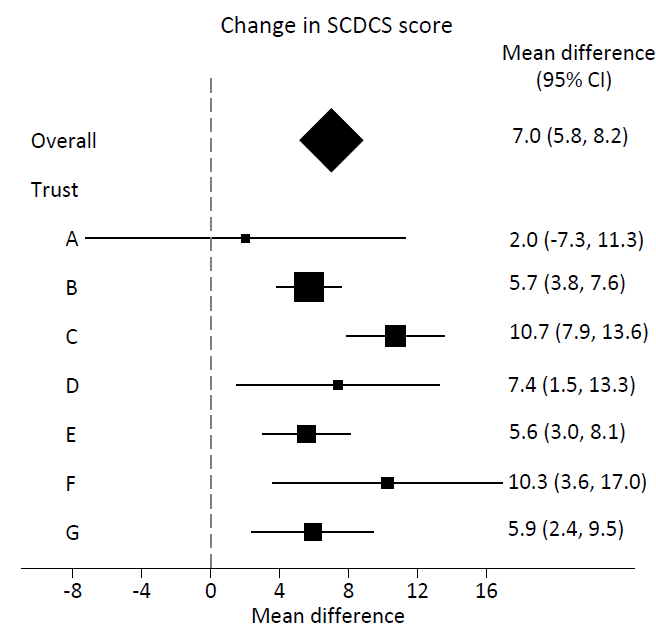 Change in SCDCS score
Mean difference
(95% CI)
Overall 7.0 (5.8, 8.2)
Trust
A 2.0 (-7.3, 11.3)
B 5.7 (3.8, 7.6)
C 10.7 (7.9, 13.6)
D 7.4 (1.5, 13.3)
E 5.6 (3.0, 8.1)
F 10.3 (3.6, 17.0)
G 5.9 (2.4, 9.5)
-8 -4 0 4 8 12 16
Mean difference